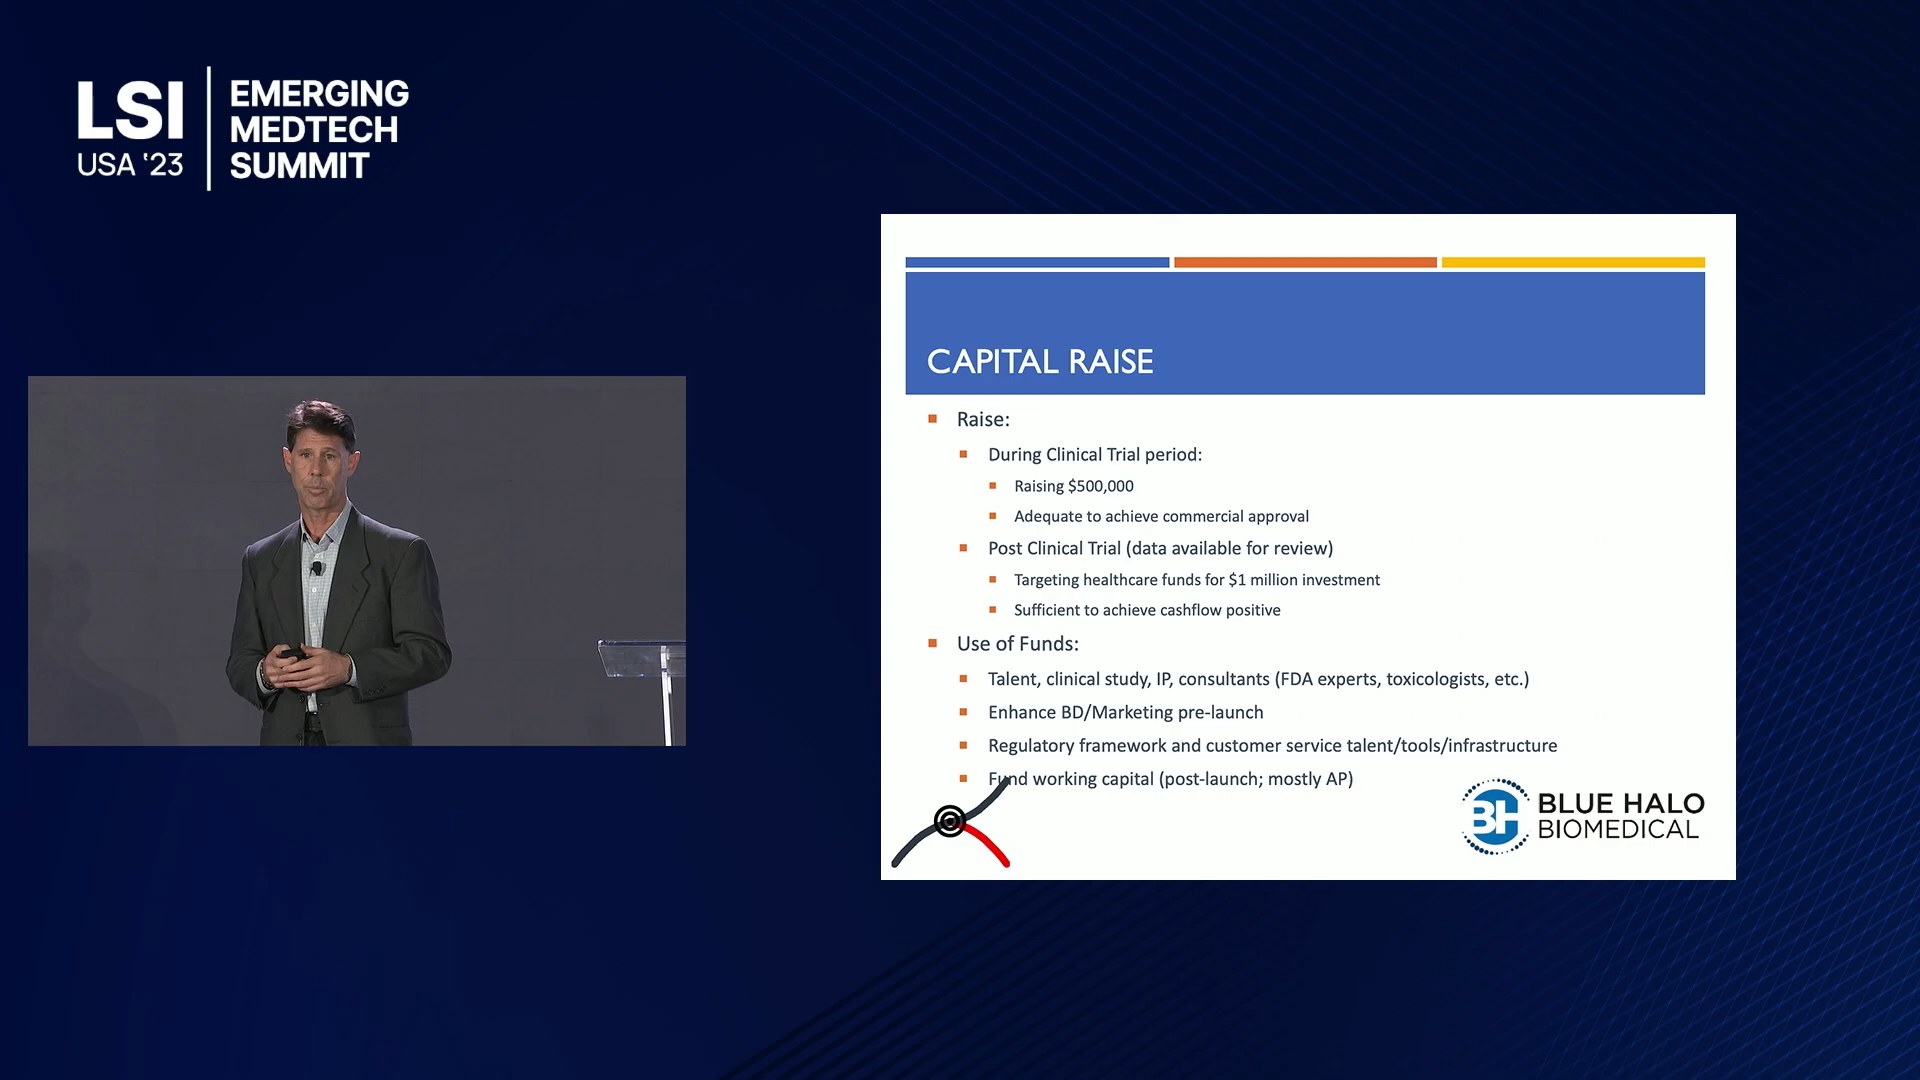 LSI
USA '23
EMERGING
MEDTECH
SUMMIT
CAPITAL RAISE
Raise:
During Clinical Trial period:
Raising $500,000
Adequate to achieve commercial approval
Post Clinical Trial (data available for review)
Targeting healthcare funds for $1 million investment
Sufficient to achieve cashflow positive
Use of Funds:
Talent, clinical study, IP, consultants (FDA experts, toxicologists, etc.)
Enhance BD/Marketing pre-launch
Regulatory framework and customer service talent/tools/infrastructure
Fund working capital (post-launch; mostly AP)
BH
BLUE HALO
BIOMEDICAL